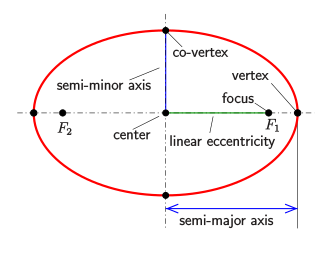 co-vertex
vertex
semi-minor axis
focus
F₂
F₁
center
linear eccentricity
semi-major axis